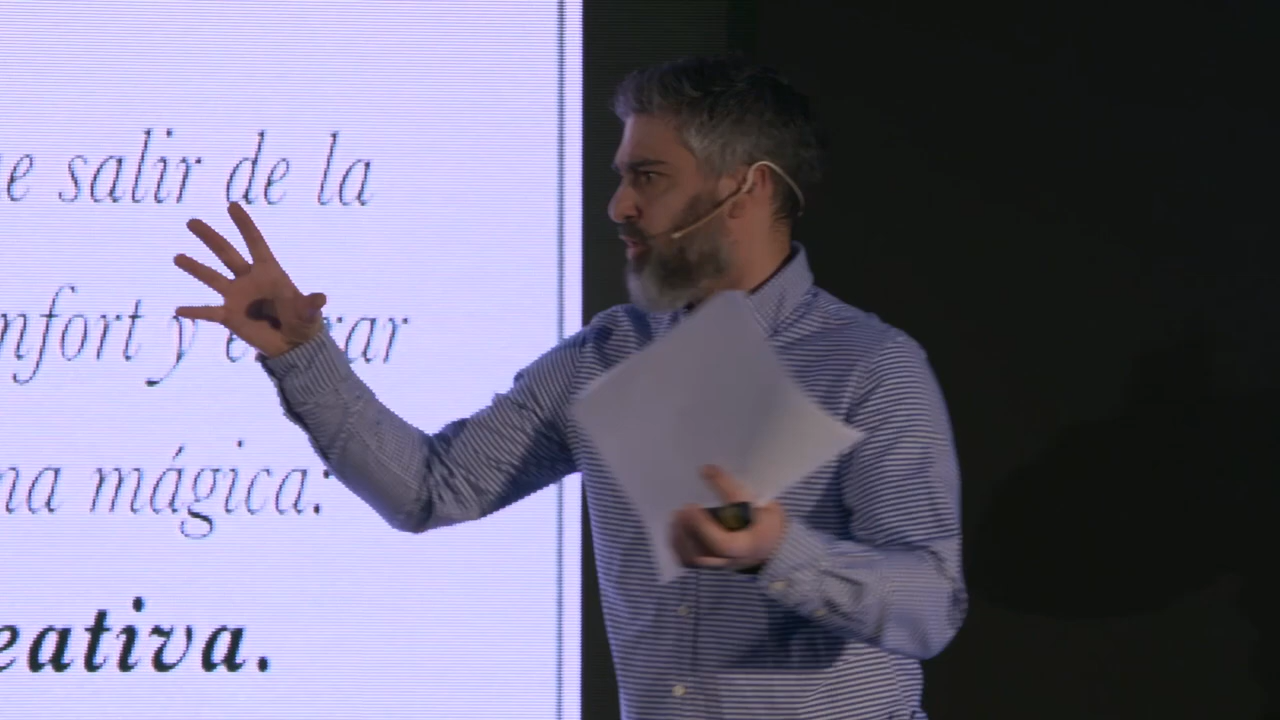 salir de la
nfort y
na mágica:
eativa.